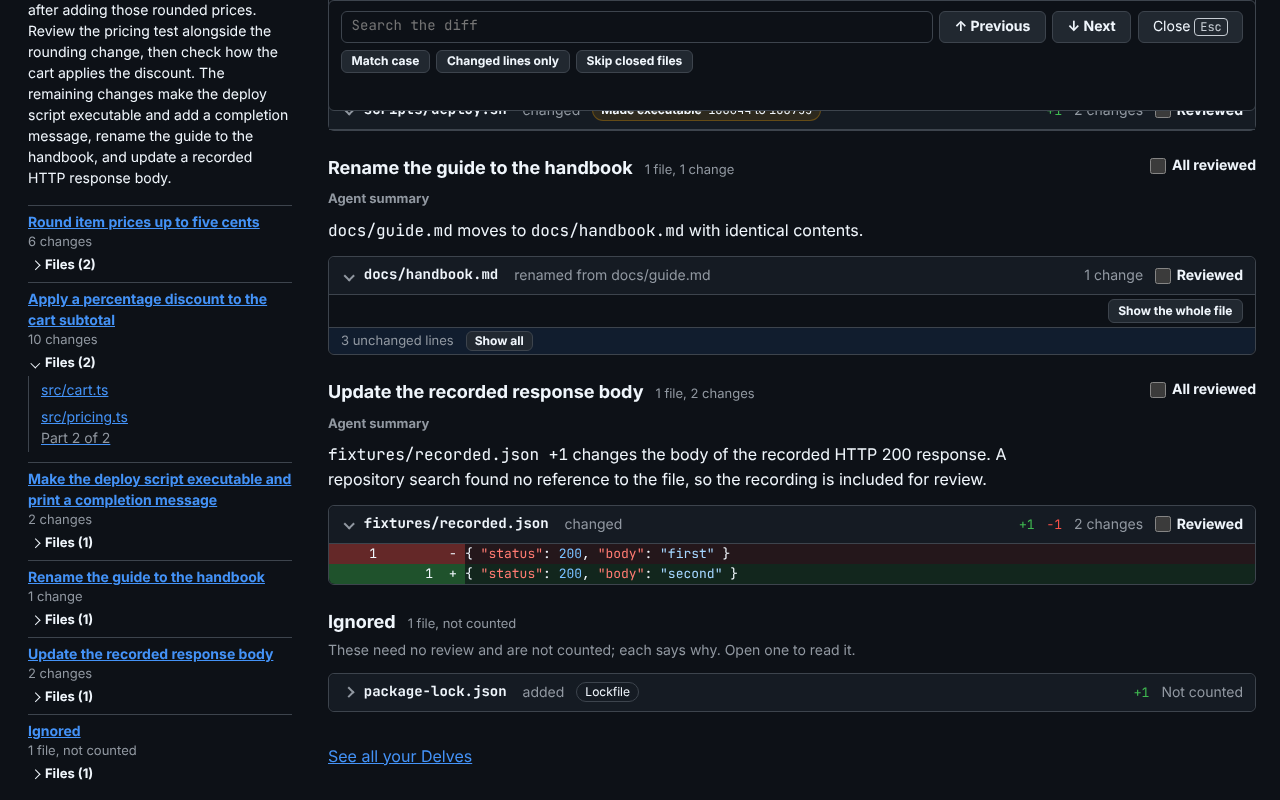 after adding those rounded prices.
Review the pricing test alongside the
rounding change, then check how the
cart applies the discount. The
remaining changes make the deploy
script executable and add a completion
message, rename the guide to the
handbook, and update a recorded
HTTP response body.
Round item prices up to five cents
6 changes
Files (2)
Apply a percentage discount to the
cart subtotal
10 changes
Files (2)
src/cart.ts
src/pricing.ts
Part 2 of 2
Make the deploy script executable and
print a completion message
2 changes
Files (1)
Rename the guide to the handbook
1 change
Files (1)
Update the recorded response body
2 changes
Files (1)
Ignored
1 file, not counted
Files (1)
Search the diff
↑ Previous
↓ Next
Close Esc
Match case
Changed lines only
Skip closed files
scripts/deploy.sh changed Made executable 100644 to 100755 +1 2 changes Reviewed
Rename the guide to the handbook 1 file, 1 change All reviewed
Agent summary
docs/guide.md moves to docs/handbook.md with identical contents.
docs/handbook.md renamed from docs/guide.md 1 change Reviewed
Show the whole file
3 unchanged lines Show all
Update the recorded response body 1 file, 2 changes All reviewed
Agent summary
fixtures/recorded.json +1 changes the body of the recorded HTTP 200 response. A
repository search found no reference to the file, so the recording is included for review.
fixtures/recorded.json changed +1 -1 2 changes Reviewed
1 - { "status": 200, "body": "first" }
1 + { "status": 200, "body": "second" }
Ignored 1 file, not counted
These need no review and are not counted; each says why. Open one to read it.
package-lock.json added Lockfile +1 Not counted
See all your Delves